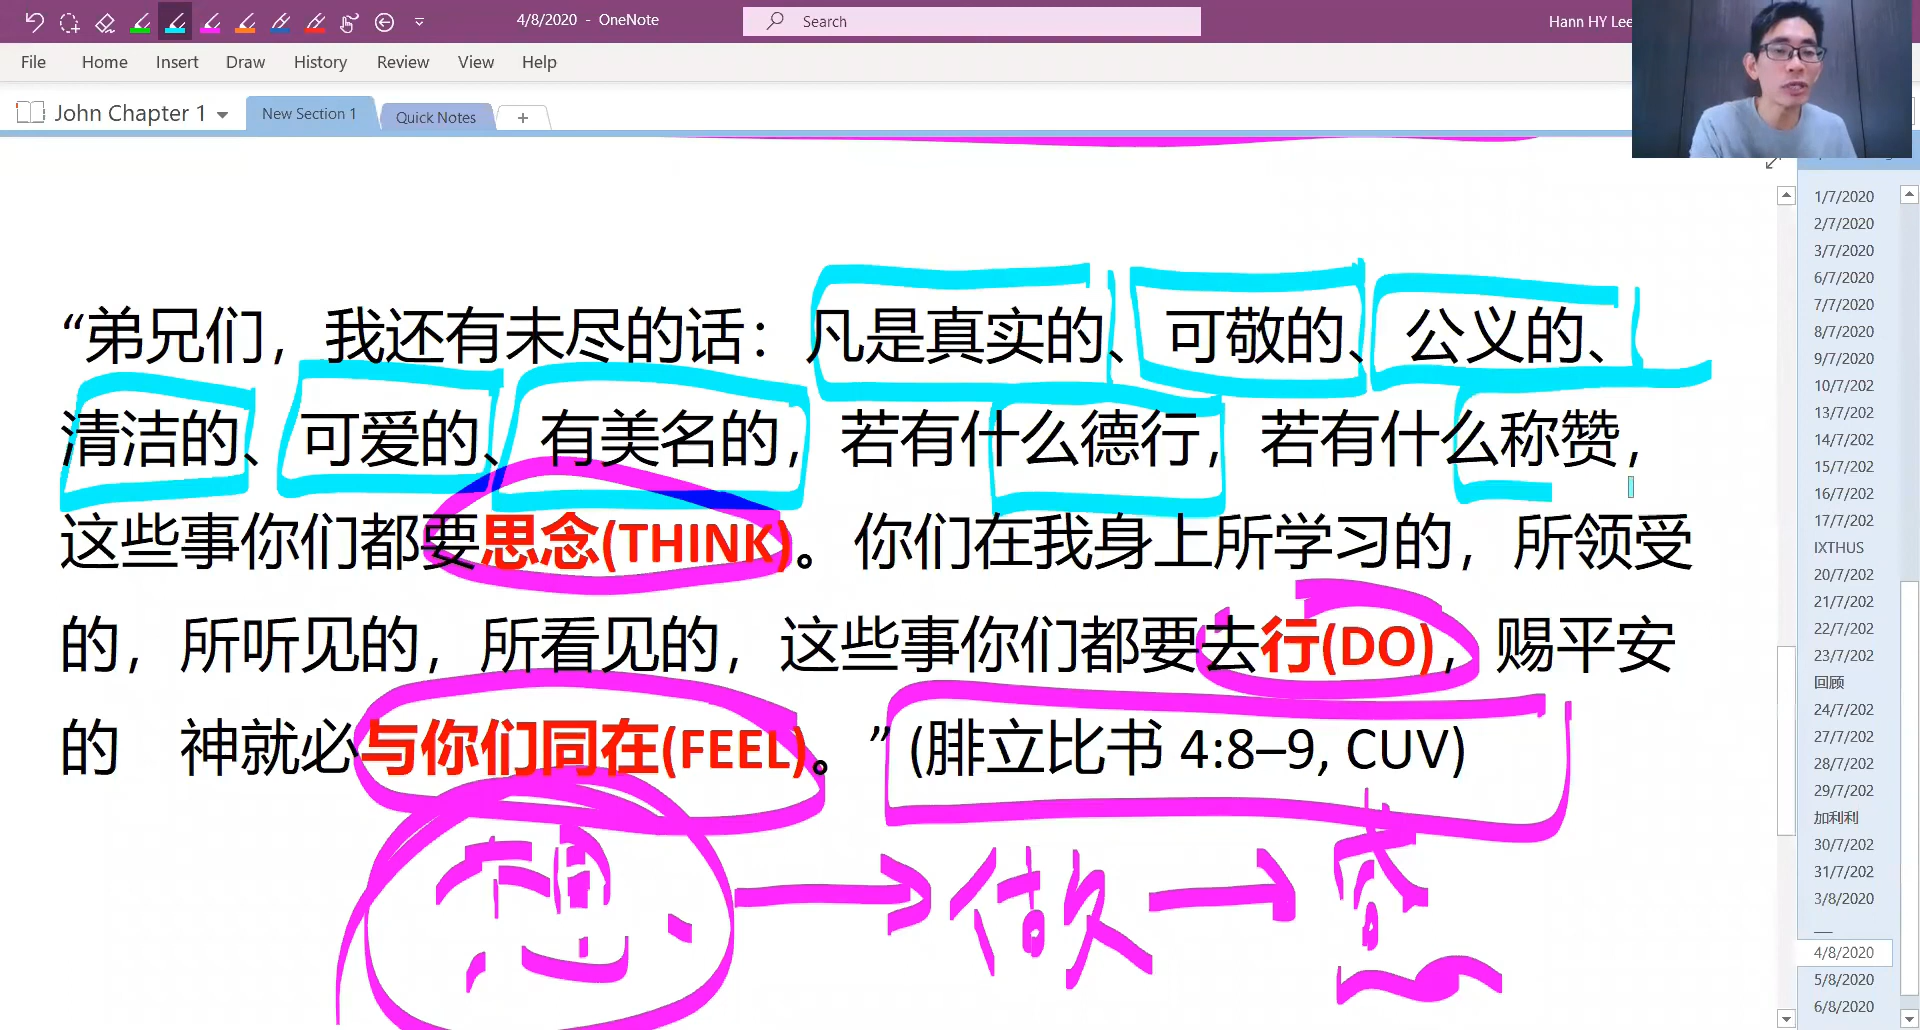 4/8/2020 - OneNote
Search
Hann HY Lee
File Home Insert Draw History Review View Help
John Chapter 1
New Section 1
Quick Notes
+
“弟兄们，我还有未尽的话：凡是真实的、可敬的、公义的、
清洁的、可爱的、有美名的，若有什么德行，若有什么称赞，
这些事你们都要思念(THINK)。你们在我身上所学习的，所领受
的，所听见的，所看见的，这些事你们都要去行(DO)，赐平安
的　神就必与你们同在(FEEL)。” (腓立比书 4:8–9, CUV)
想 → 做 →
1/7/2020
2/7/2020
3/7/2020
6/7/2020
7/7/2020
8/7/2020
9/7/2020
10/7/202
13/7/202
14/7/202
15/7/202
16/7/202
17/7/202
IXTHUS
20/7/202
21/7/202
22/7/202
23/7/202
回顾
24/7/202
27/7/202
28/7/202
29/7/202
加利利
30/7/202
31/7/202
3/8/2020
4/8/2020
5/8/2020
6/8/2020